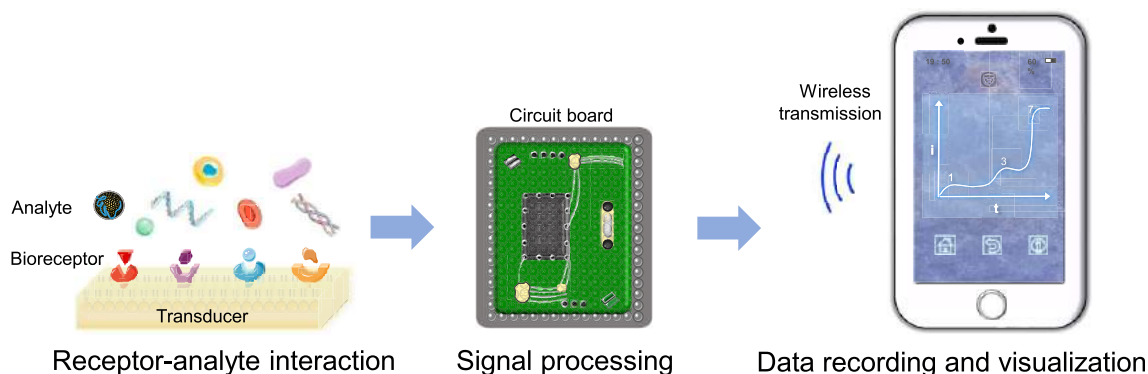 Analyte
Bioreceptor
Transducer
Receptor-analyte interaction
Circuit board
Signal processing
Wireless
transmission
i
1
3
7
t
Data recording and visualization